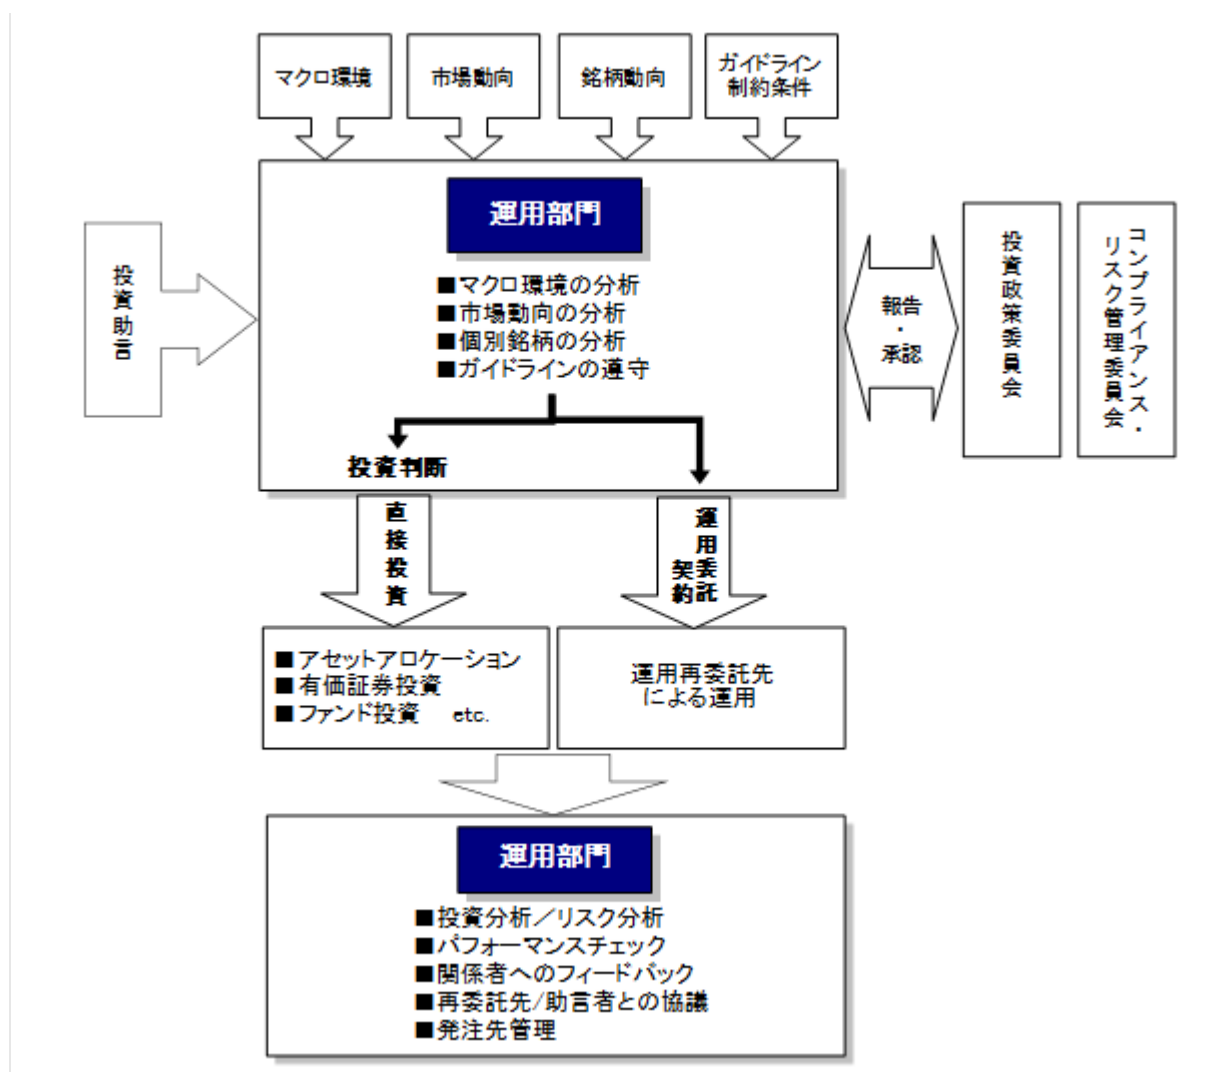 マクロ環境
市場動向
銘柄動向
ガイドライン
制約条件
運用部門
■マクロ環境の分析
■市場動向の分析
■個別銘柄の分析
■ガイドラインの遵守
投資助言
報告
・
承認
投資政策委員会
コンプライアンス・
リスク管理委員会
投資判断
直接投資
運用委託
契約
■アセットアロケーション
■有価証券投資
■ファンド投資 etc.
運用再委託先
による運用
運用部門
■投資分析／リスク分析
■パフォーマンスチェック
■関係者へのフィードバック
■再委託先/助言者との協議
■発注先管理